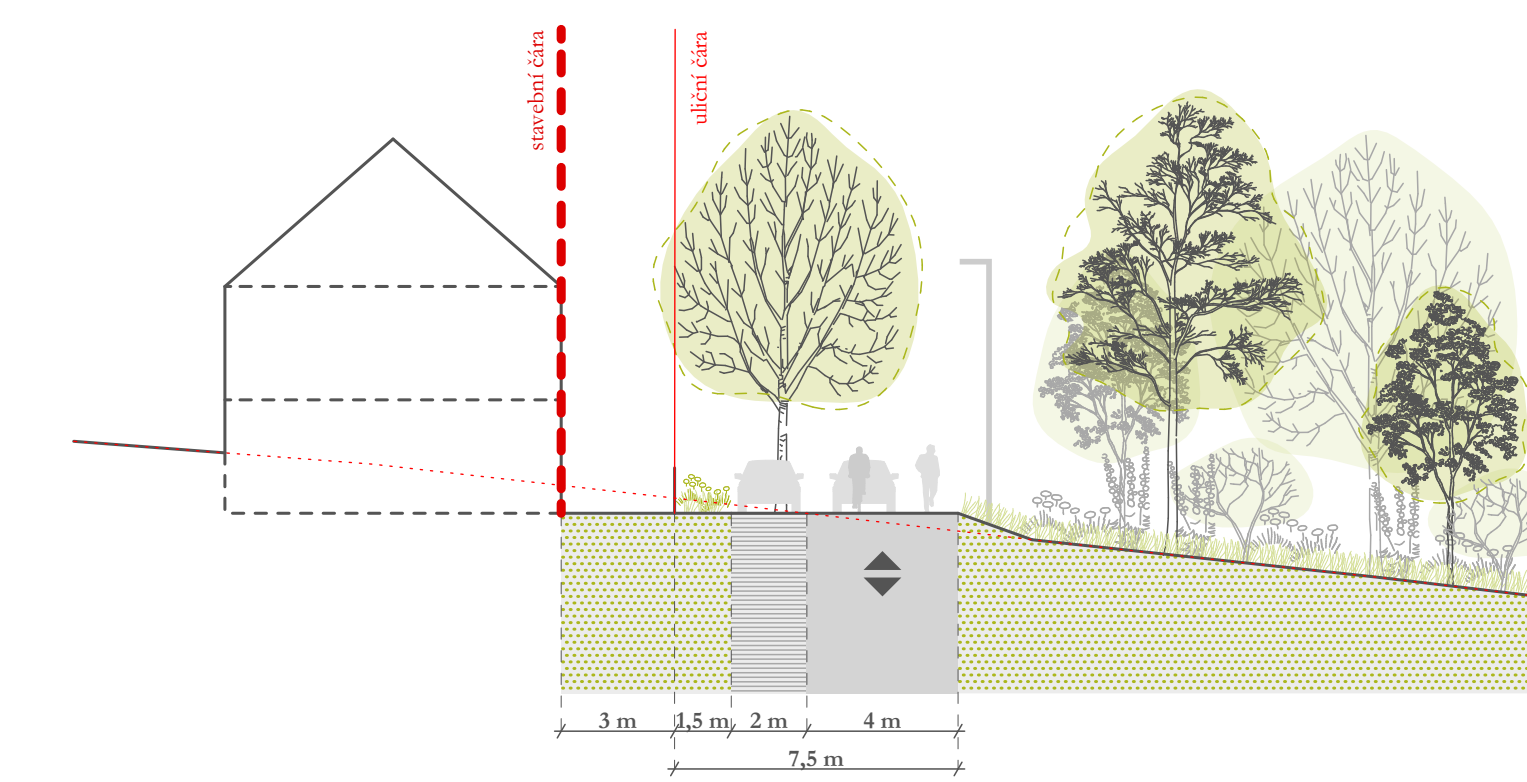 stavební čára
uliční čára
3 m
1,5 m
2 m
4 m
7,5 m